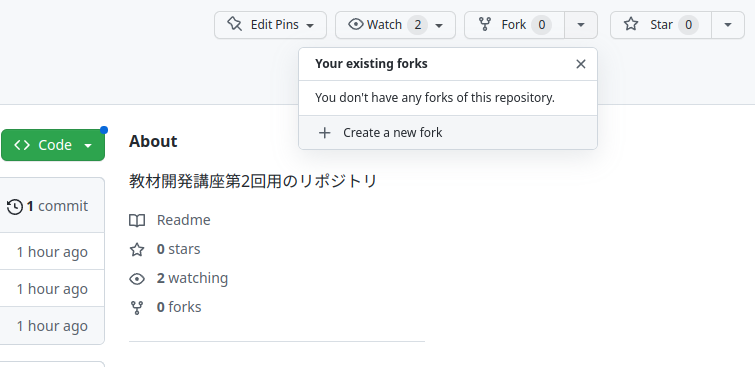 Edit Pins
Watch 2
Fork 0
Star 0
Your existing forks
You don't have any forks of this repository.
Create a new fork
Code
1 commit
1 hour ago
1 hour ago
1 hour ago
About
教材開発講座第2回用のリポジトリ
Readme
0 stars
2 watching
0 forks